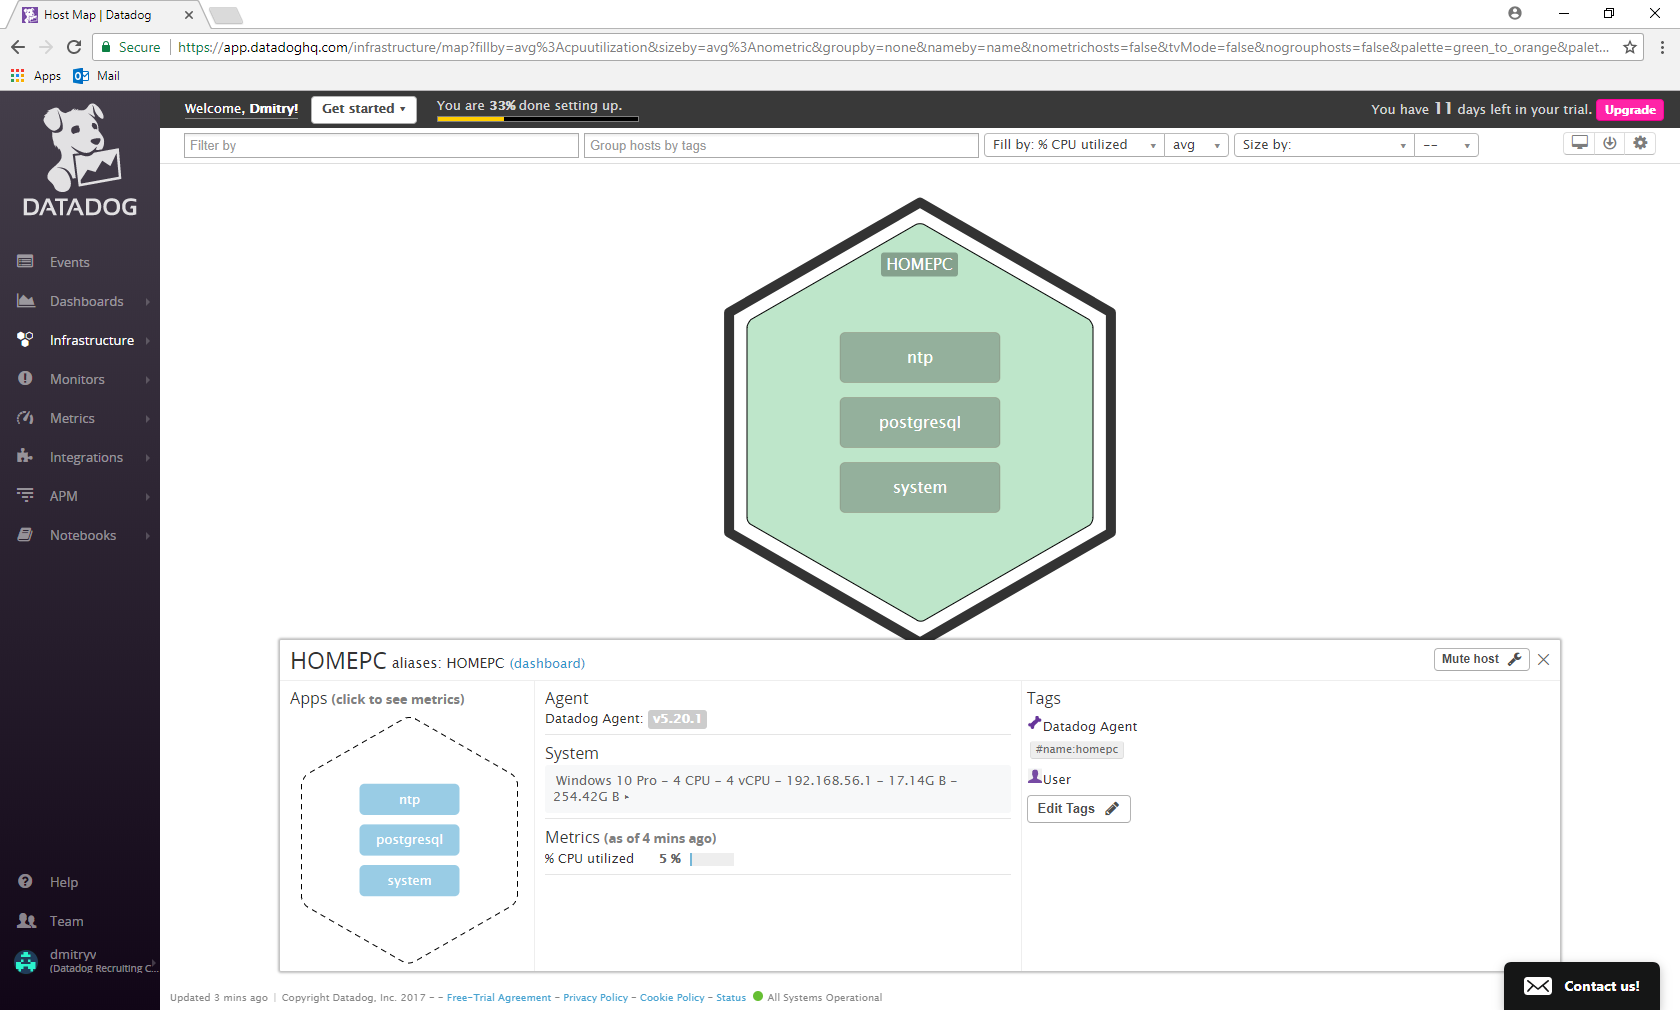 Host Map | Datadog
Secure
https://app.datadoghq.com/infrastructure/map?fillby=avg%3Acpuutilization&sizeby=avg%3Anometric&groupby=none&nameby=name&nometrichosts=false&tvMode=false&nogrouphosts=false&palette=green_to_orange&palet...
Apps
Mail
DATADOG
Welcome, Dmitry!
Get started
You are 33% done setting up.
You have 11 days left in your trial.
Upgrade
Filter by
Group hosts by tags
Fill by: % CPU utilized
avg
Size by:
--
Events
Dashboards
Infrastructure
Monitors
Metrics
Integrations
APM
Notebooks
Help
Team
dmitryv
(Datadog Recruiting C...
HOMEPC
ntp
postgresql
system
HOMEPC aliases: HOMEPC (dashboard)
Mute host
Apps (click to see metrics)
ntp
postgresql
system
Agent
Datadog Agent: v5.20.1
System
Windows 10 Pro - 4 CPU - 4 vCPU - 192.168.56.1 - 17.14G B -
254.42G B
Metrics (as of 4 mins ago)
% CPU utilized 5 %
Tags
Datadog Agent
#name:homepc
User
Edit Tags
Updated 3 mins ago | Copyright Datadog, Inc. 2017 - - Free-Trial Agreement - Privacy Policy - Cookie Policy - Status All Systems Operational
Contact us!